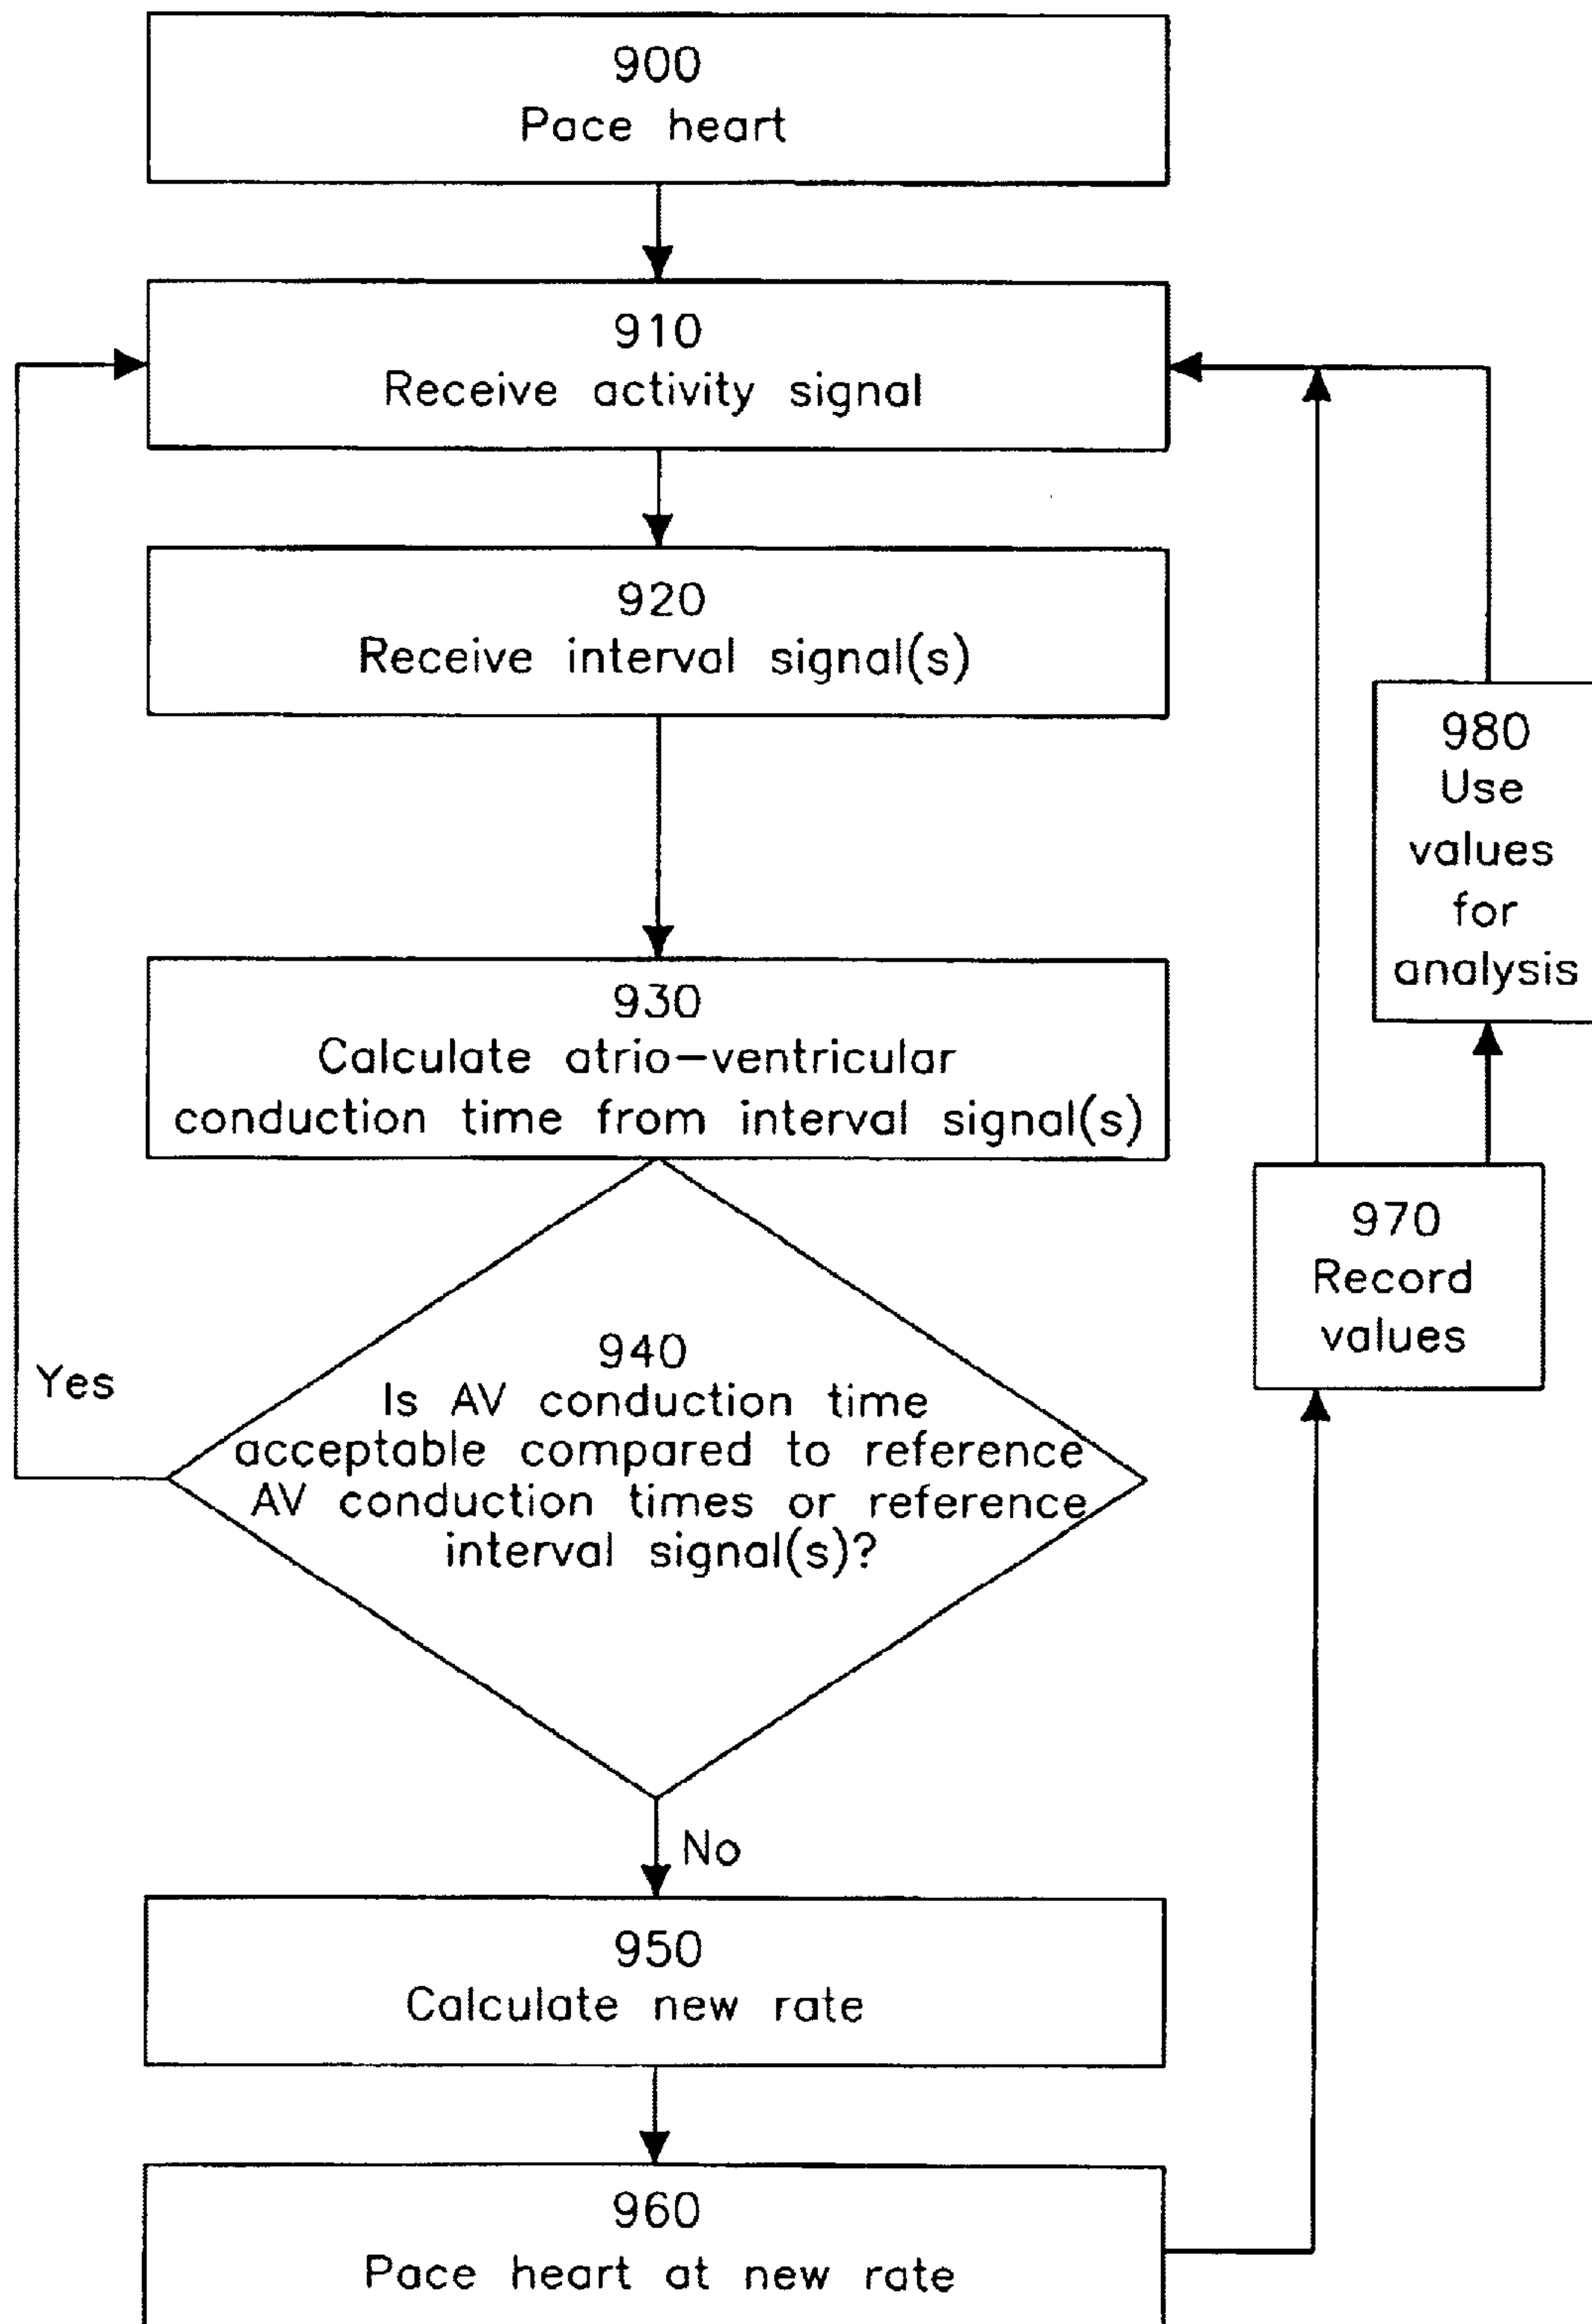 900
Pace heart
910
Receive activity signal
920
Receive interval signal(s)
930
Calculate atrio-ventricular
conduction time from interval signal(s)
940
Is AV conduction time
acceptable compared to reference
AV conduction times or reference
interval signal(s)?
Yes
No
950
Calculate new rate
960
Pace heart at new rate
970
Record
values
980
Use
values
for
analysis